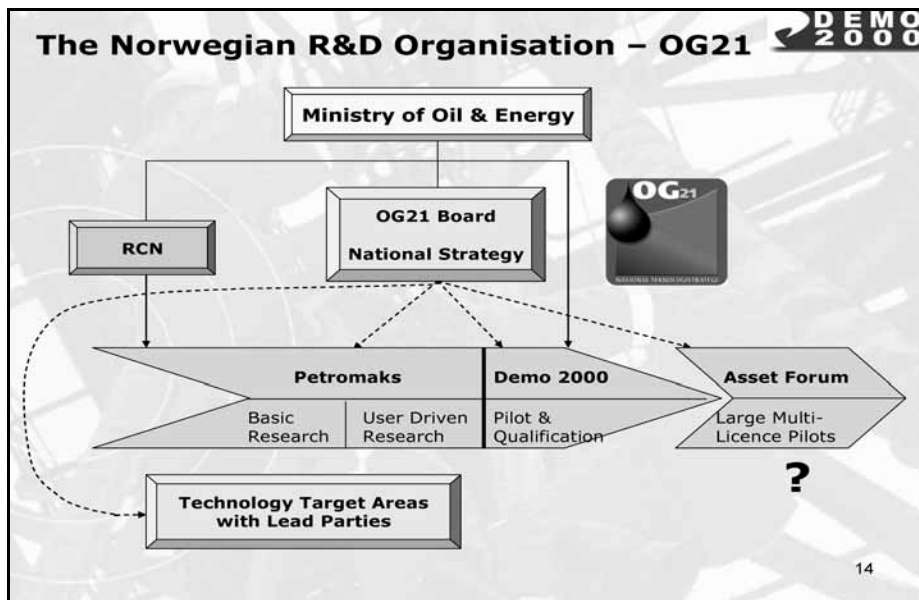 The Norwegian R&D Organisation – OG21
DEMO
2000
Ministry of Oil & Energy
OG21 Board
National Strategy
RCN
OG21
NATIONAL TEKNOLOGISTRATEGI
Petromaks
Demo 2000
Asset Forum
Basic
Research
User Driven
Research
Pilot &
Qualification
Large Multi-
Licence Pilots
?
Technology Target Areas
with Lead Parties
14